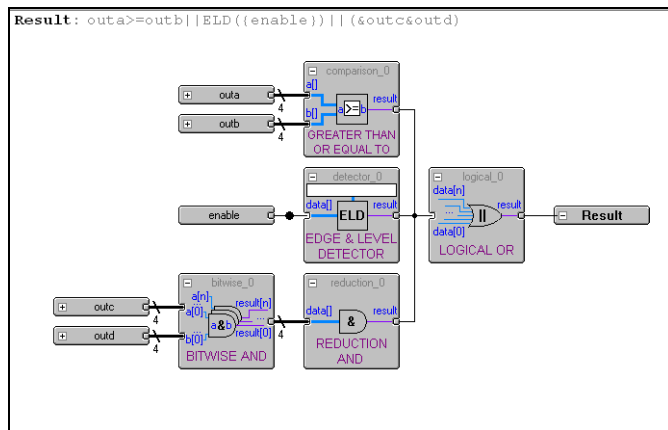 Result: outa>=outb||ELD({enable})||(&outc&outd)
comparison_0
a[]
outa
4
result
a >= b
outb
4
b[]
GREATER THAN
OR EQUAL TO
detector_0
logical_0
data[n]
enable
data[]
result
ELD
...
||
result
Result
data[0]
EDGE & LEVEL
DETECTOR
LOGICAL OR
bitwise_0
reduction_0
a[n]
result[n]
data[]
result
outc
4
...
a[0]
a&b
...
4
&
outd
4
...
b[0]
result[0]
BITWISE AND
REDUCTION
AND